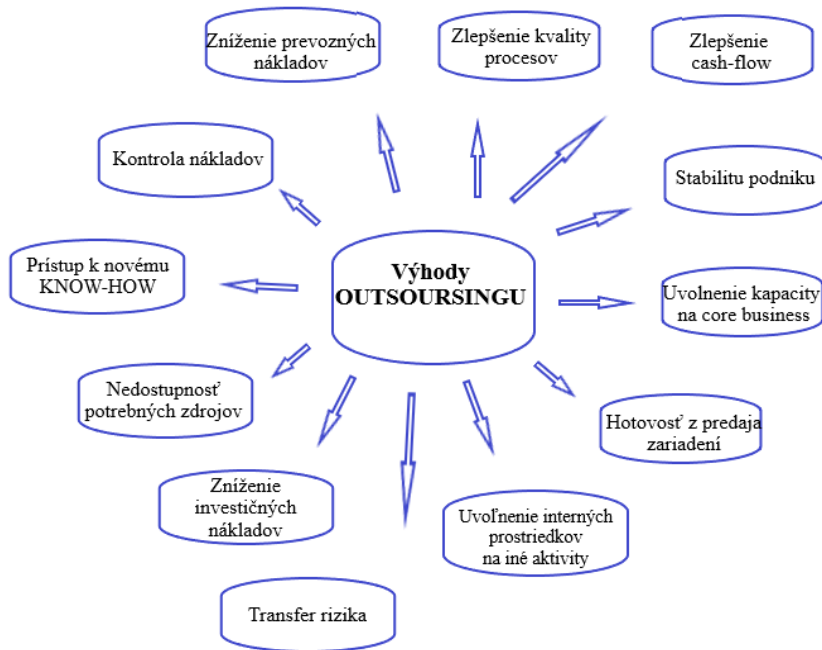 Zníženie prevozných
nákladov
Zlepšenie kvality
procesov
Zlepšenie
cash-flow
Kontrola nákladov
Stabilitu podniku
Výhody
OUTSOURSINGU
Prístup k novému
KNOW-HOW
Uvolnenie kapacity
na core business
Nedostupnosť
potrebných zdrojov
Hotovosť z predaja
zariadení
Zníženie
investičných
nákladov
Uvoľnenie interných
prostriedkov
na iné aktivity
Transfer rizika